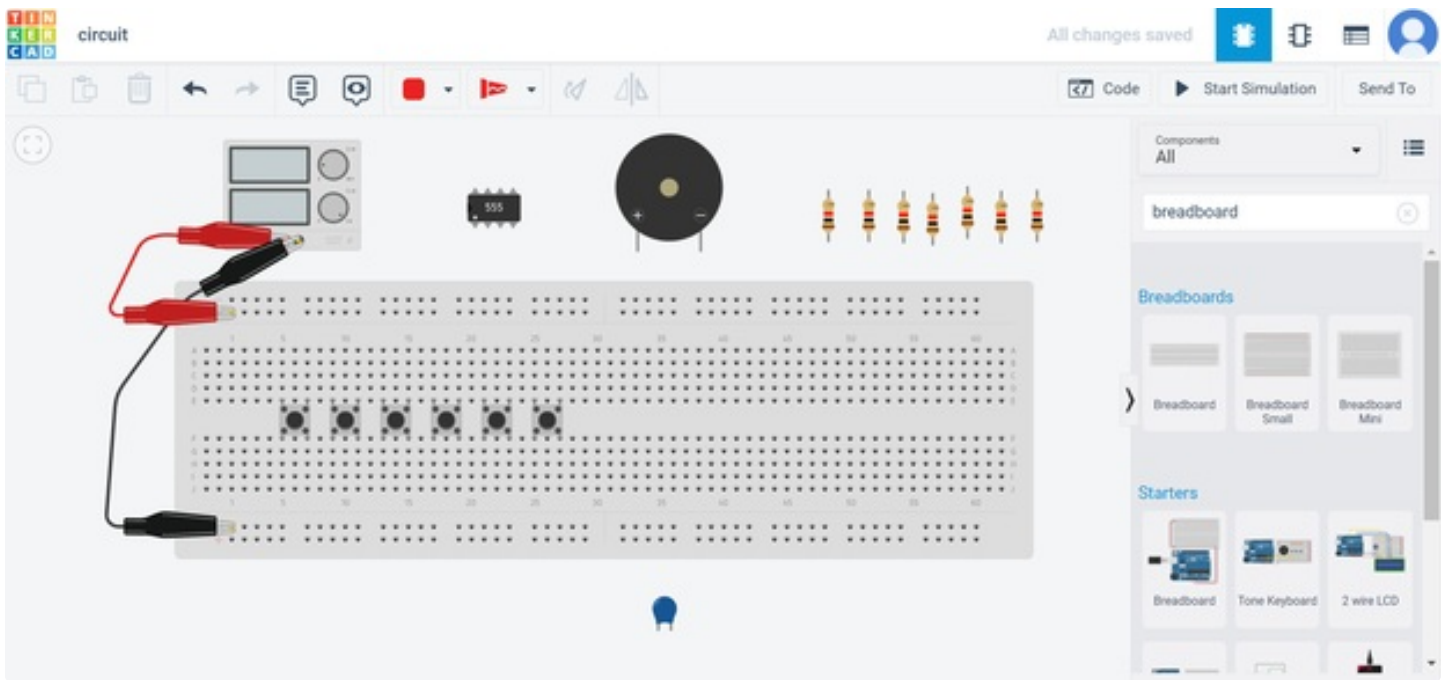 TIN
KER
CAD
circuit
All changes saved
Code
Start Simulation
Send To
Components
All
breadboard
555
+
−
Breadboards
Breadboard
Breadboard
Small
Breadboard
Mini
Starters
Breadboard
Tone Keyboard
2 wire LCD